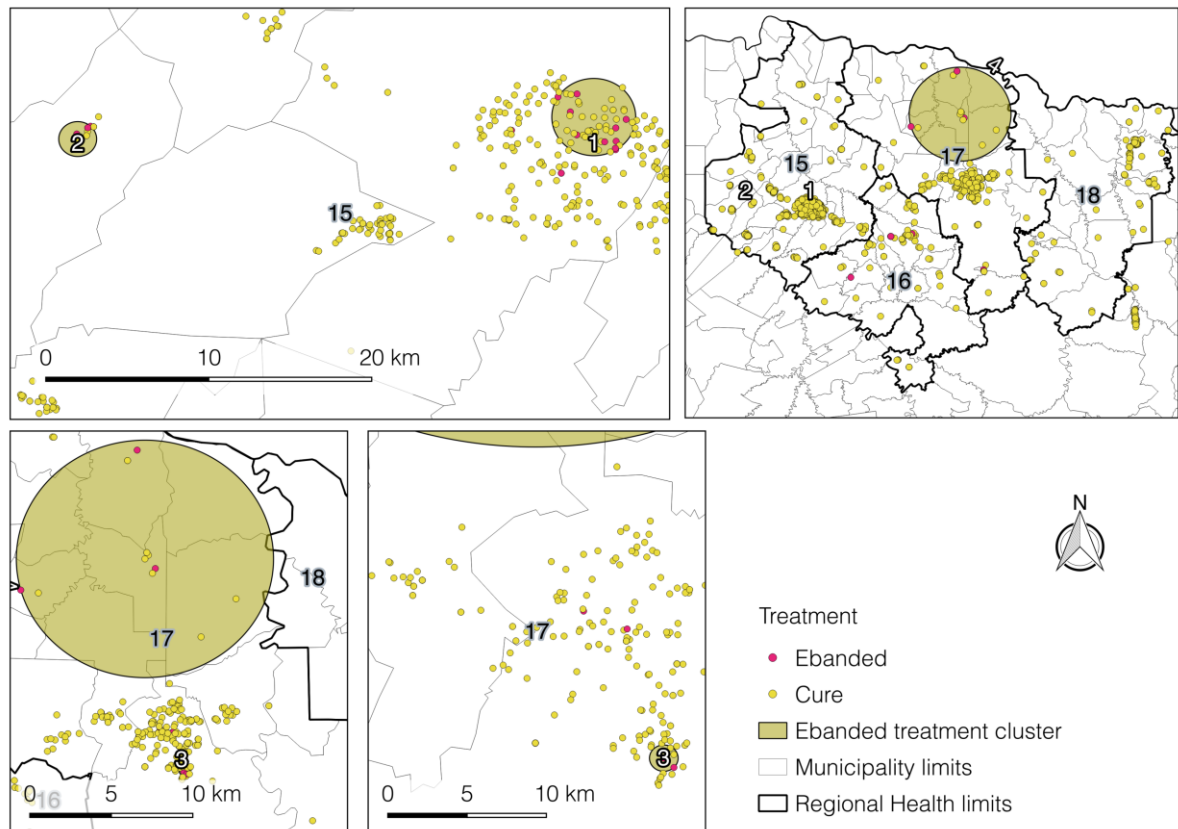 2
1
15
0 10 20 km
4
17
15
2
1
18
16
18
17
3
0 5 10 km
16
17
3
0 5 10 km
N
Treatment
Ebanded
Cure
Ebanded treatment cluster
Municipality limits
Regional Health limits